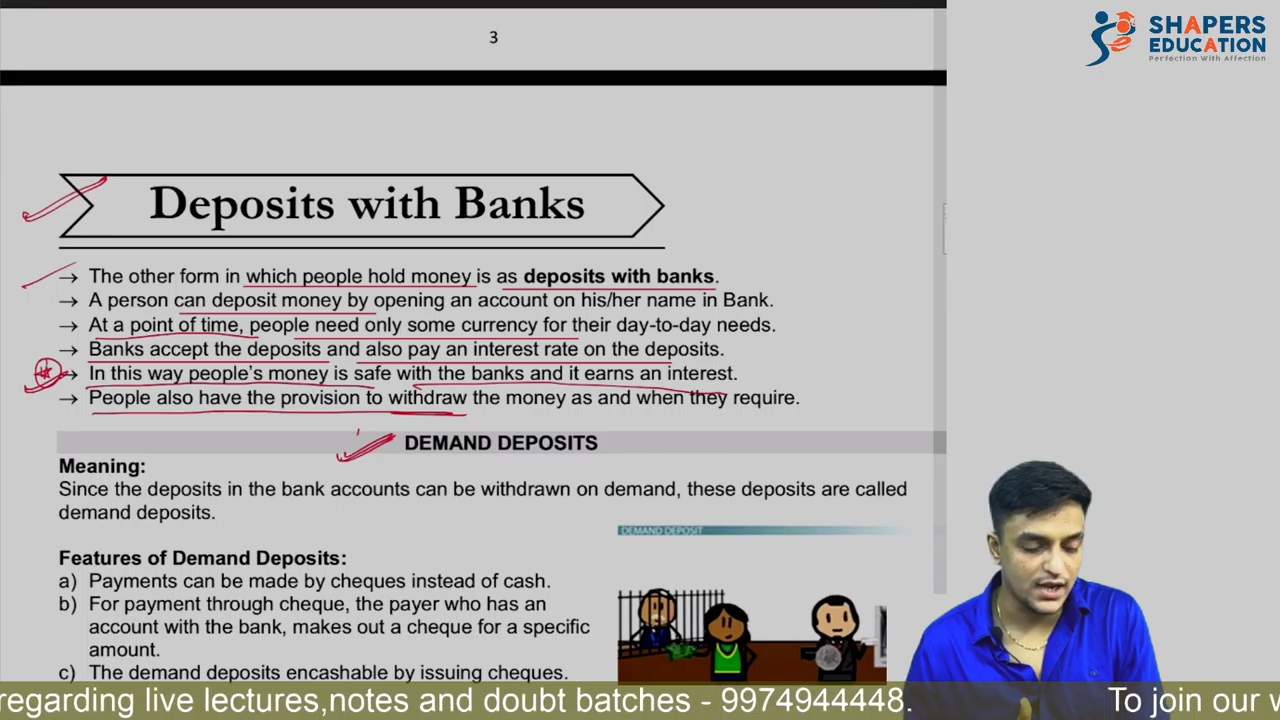 3
SHAPERS
EDUCATION
Perfection With Affection
Deposits with Banks
→ The other form in which people hold money is as deposits with banks.
→ A person can deposit money by opening an account on his/her name in Bank.
→ At a point of time, people need only some currency for their day-to-day needs.
→ Banks accept the deposits and also pay an interest rate on the deposits.
→ In this way people's money is safe with the banks and it earns an interest.
→ People also have the provision to withdraw the money as and when they require.
DEMAND DEPOSITS
Meaning:
Since the deposits in the bank accounts can be withdrawn on demand, these deposits are called
demand deposits.
DEMAND DEPOSIT
Features of Demand Deposits:
a) Payments can be made by cheques instead of cash.
b) For payment through cheque, the payer who has an
account with the bank, makes out a cheque for a specific
amount.
c) The demand deposits encashable by issuing cheques.
regarding live lectures,notes and doubt batches - 9974944448. To join our